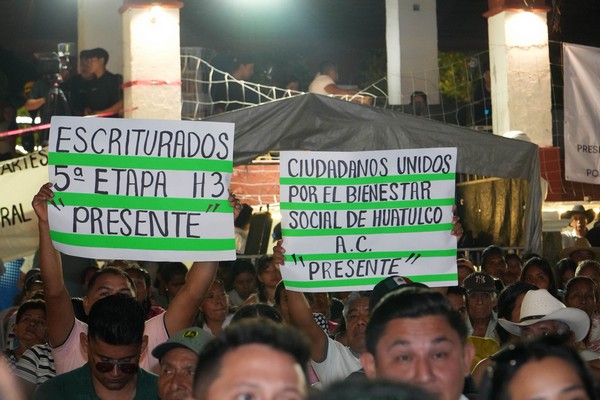 ESCRITURADOS
5ª ETAPA H3
"PRESENTE"
CIUDADANOS UNIDOS
POR EL BIENESTAR
SOCIAL DE HUATULCO
A.C.
"PRESENTE"